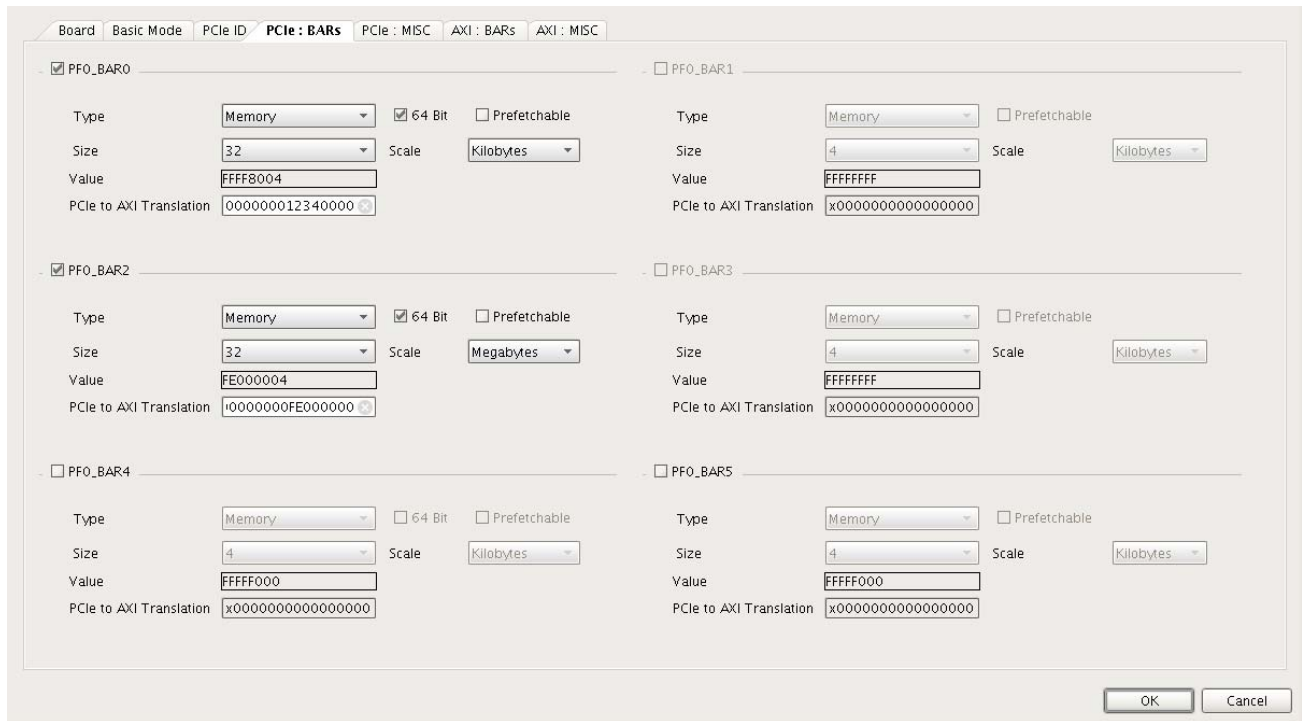 Board Basic Mode PCIe ID PCIe : BARs PCIe : MISC AXI : BARs AXI : MISC
PF0_BAR0
Type Memory 64 Bit Prefetchable
Size 32 Scale Kilobytes
Value FFFF8004
PCIe to AXI Translation 000000012340000
PF0_BAR1
Type Memory Prefetchable
Size 4 Scale Kilobytes
Value FFFFFFFF
PCIe to AXI Translation x0000000000000000
PF0_BAR2
Type Memory 64 Bit Prefetchable
Size 32 Scale Megabytes
Value FE000004
PCIe to AXI Translation 0000000FE000000
PF0_BAR3
Type Memory Prefetchable
Size 4 Scale Kilobytes
Value FFFFFFFF
PCIe to AXI Translation x0000000000000000
PF0_BAR4
Type Memory 64 Bit Prefetchable
Size 4 Scale Kilobytes
Value FFFFF000
PCIe to AXI Translation x0000000000000000
PF0_BAR5
Type Memory Prefetchable
Size 4 Scale Kilobytes
Value FFFFF000
PCIe to AXI Translation x0000000000000000
OK Cancel